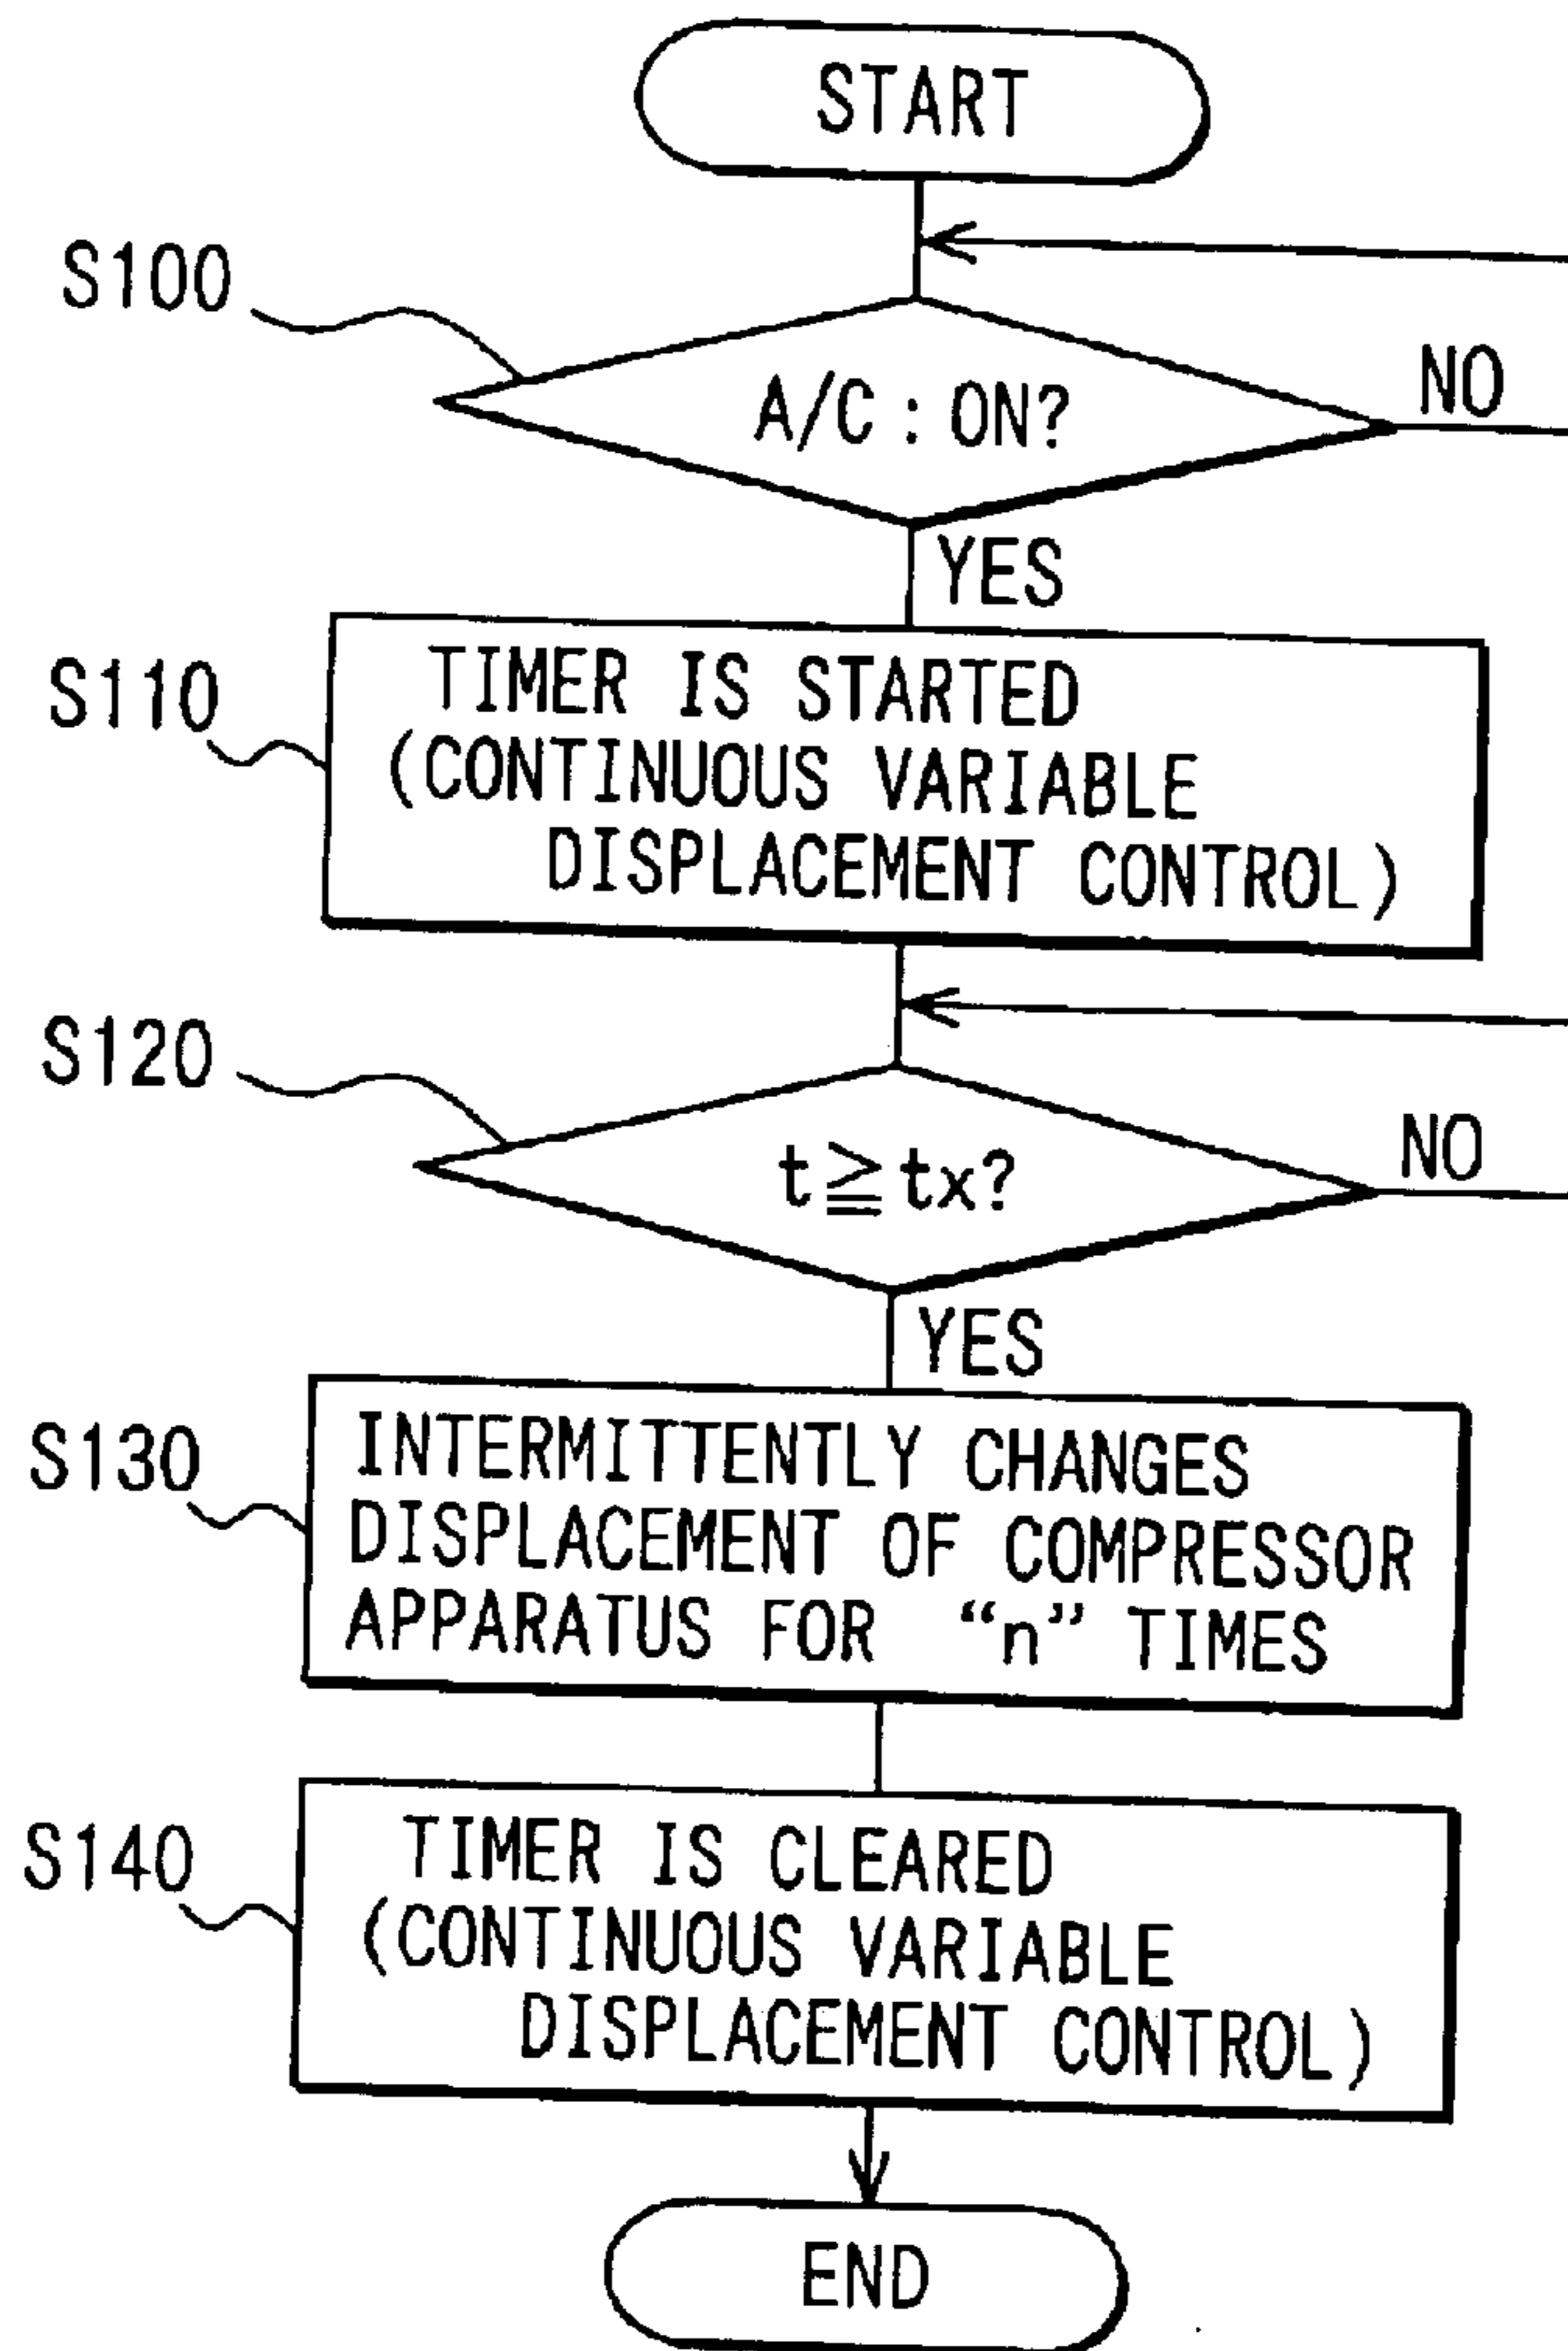 START
S100
A/C : ON?
NO
YES
S110
TIMER IS STARTED
(CONTINUOUS VARIABLE
DISPLACEMENT CONTROL)
S120
t≧tx?
NO
YES
S130
INTERMITTENTLY CHANGES
DISPLACEMENT OF COMPRESSOR
APPARATUS FOR “n” TIMES
S140
TIMER IS CLEARED
(CONTINUOUS VARIABLE
DISPLACEMENT CONTROL)
END